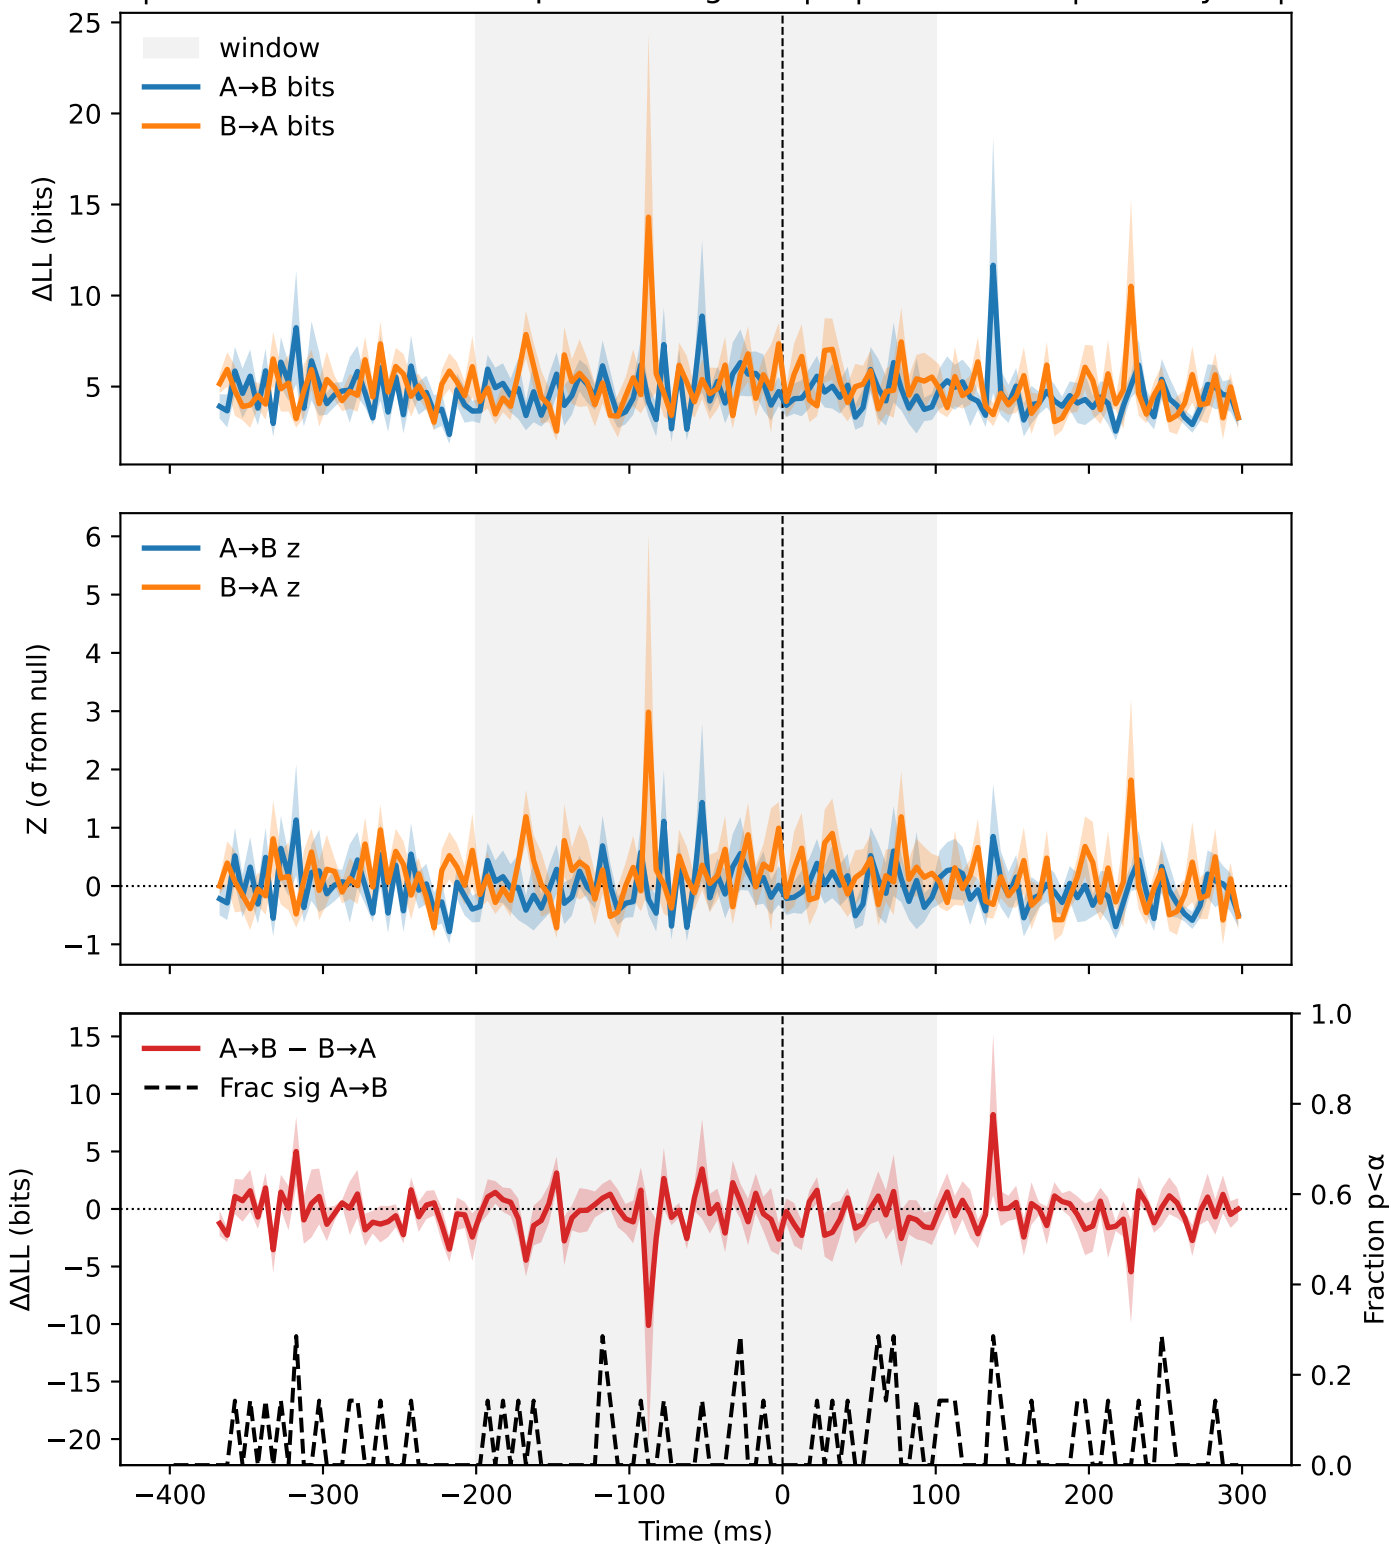 25
20
15
10
5
ΔLL (bits)
window
A→B bits
B→A bits
6
5
4
3
2
1
0
−1
Z (σ from null)
A→B z
B→A z
15
10
5
0
−5
−10
−15
−20
ΔΔLL (bits)
A→B − B→A
Frac sig A→B
1.0
0.8
0.6
0.4
0.2
0.0
Fraction p<α
−400 −300 −200 −100 0 100 200 300
Time (ms)